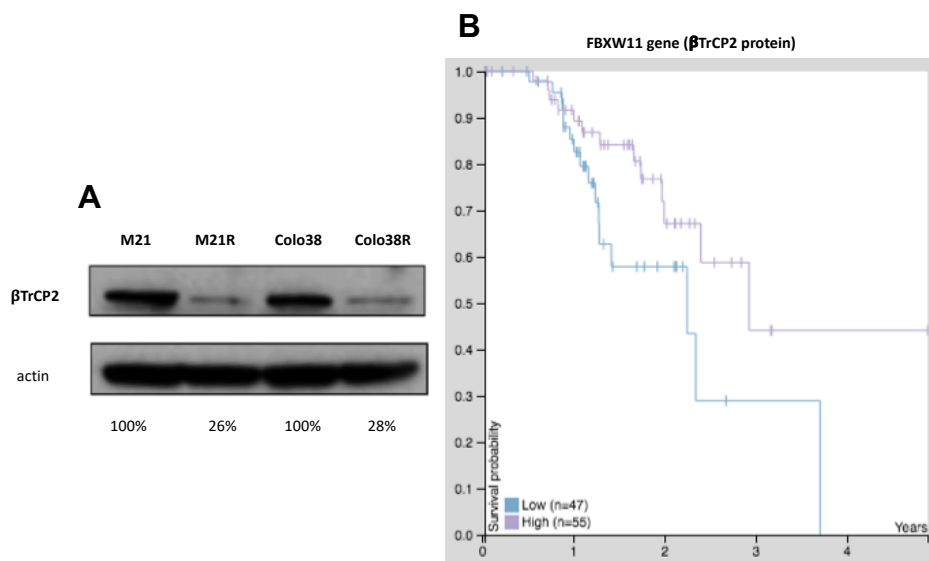 A
M21 M21R Colo38 Colo38R
βTrCP2
actin
100% 26% 100% 28%
B
FBXW11 gene (βTrCP2 protein)
1.0
0.9
0.8
0.7
0.6
0.5
0.4
0.3
0.2
0.1
0.0
Survival probability
Low (n=47)
High (n=55)
Years
0 1 2 3 4